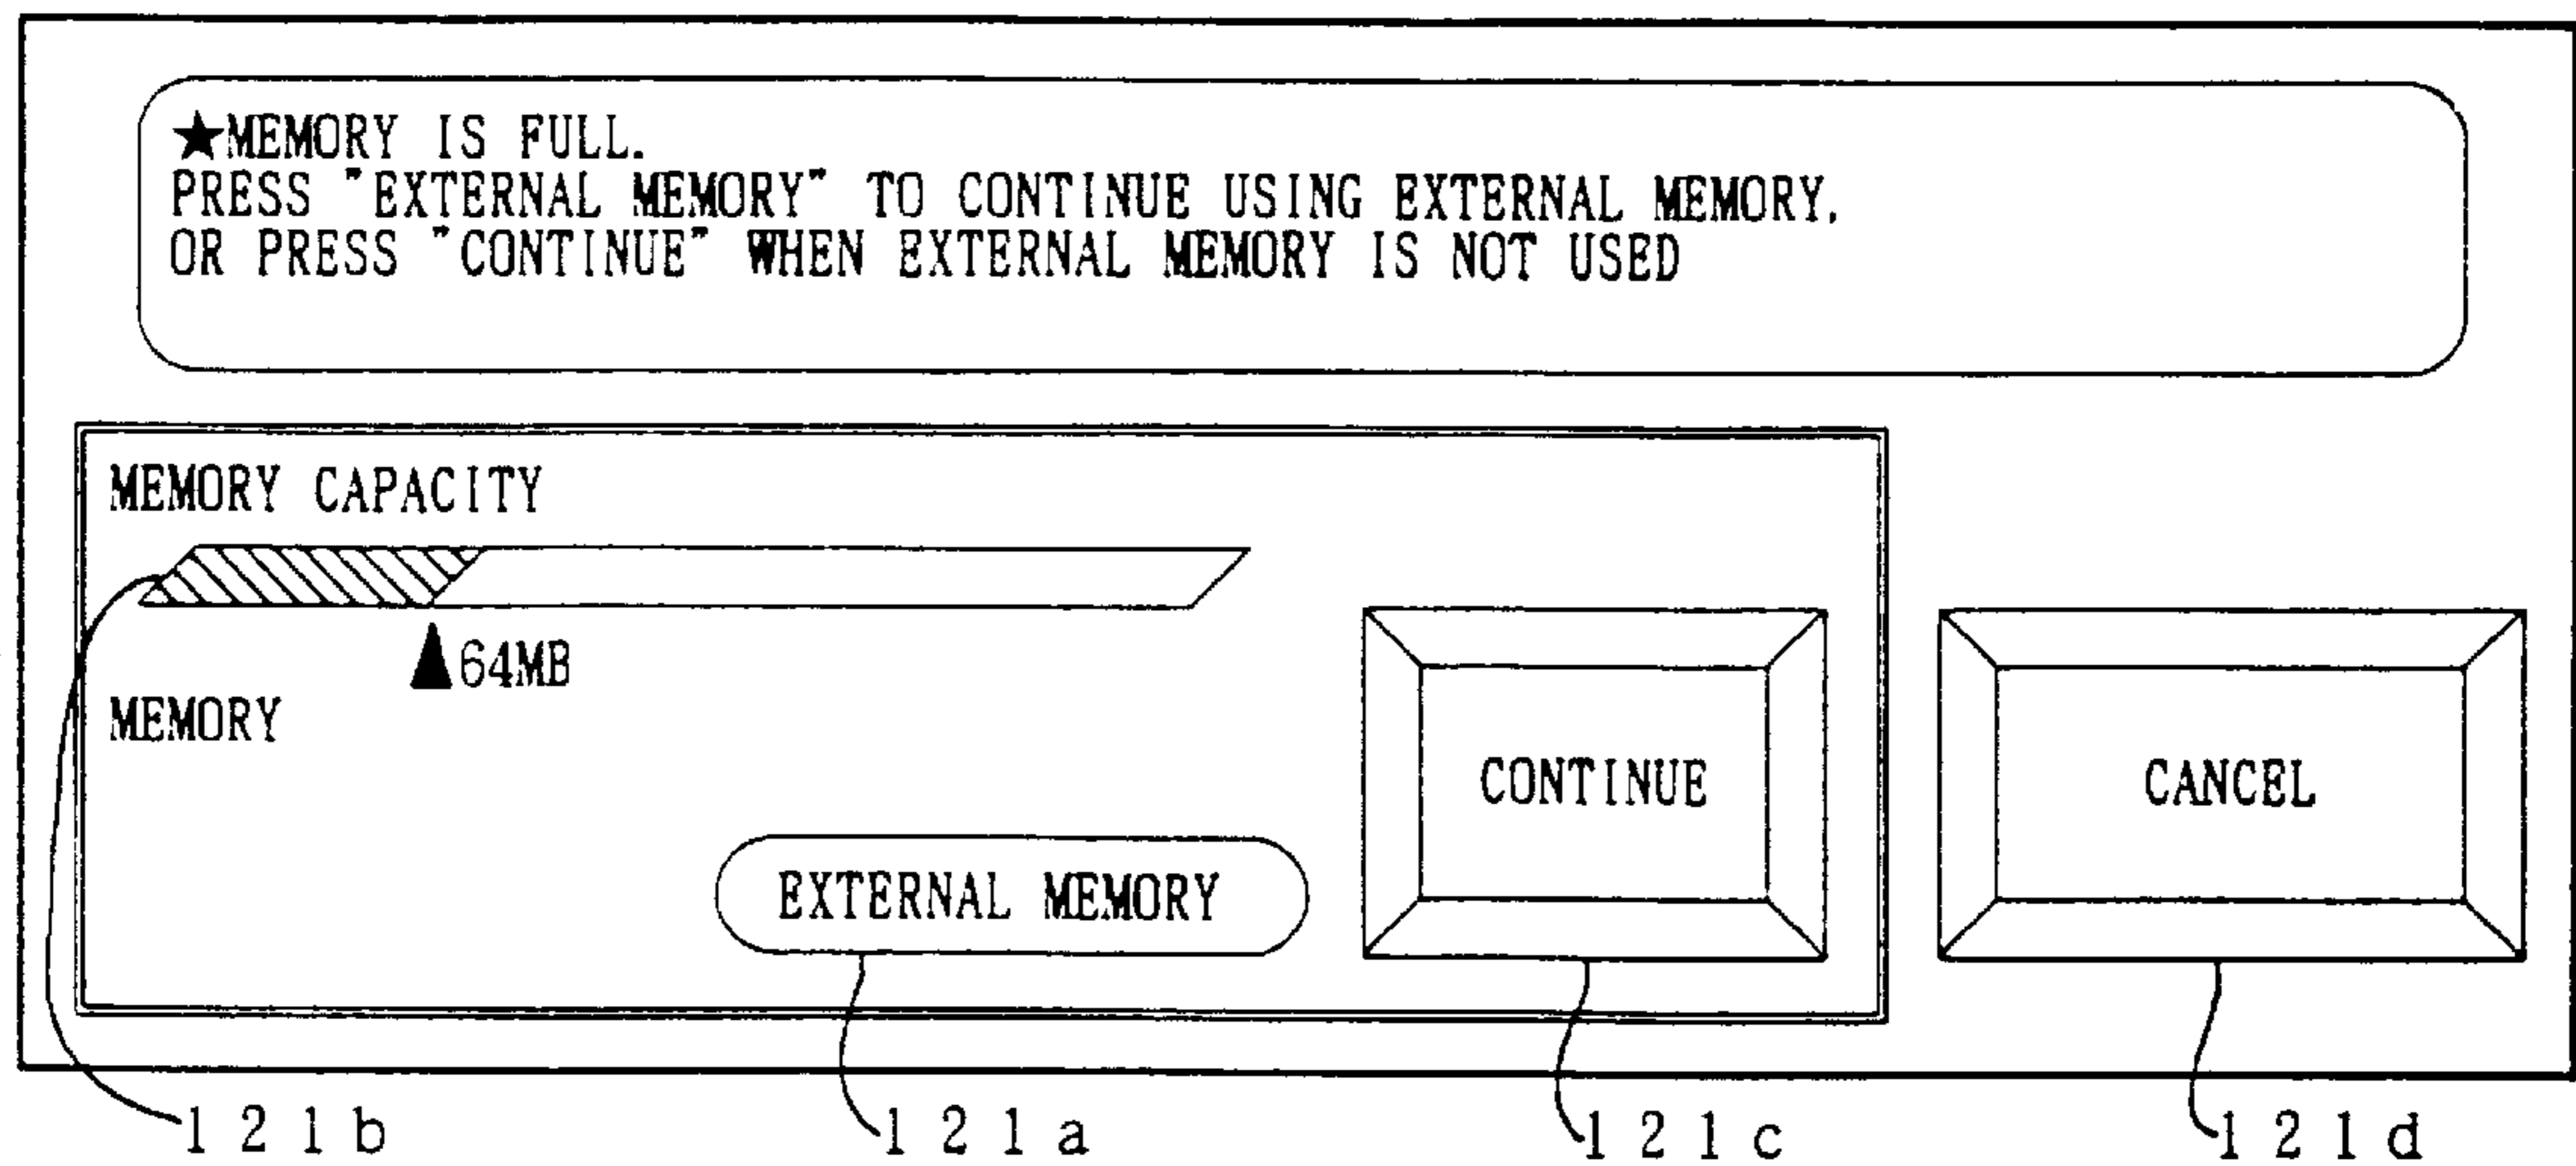 ★MEMORY IS FULL.
PRESS "EXTERNAL MEMORY" TO CONTINUE USING EXTERNAL MEMORY.
OR PRESS "CONTINUE" WHEN EXTERNAL MEMORY IS NOT USED
MEMORY CAPACITY
▲64MB
MEMORY
CONTINUE
CANCEL
EXTERNAL MEMORY
121b
121a
121c
121d